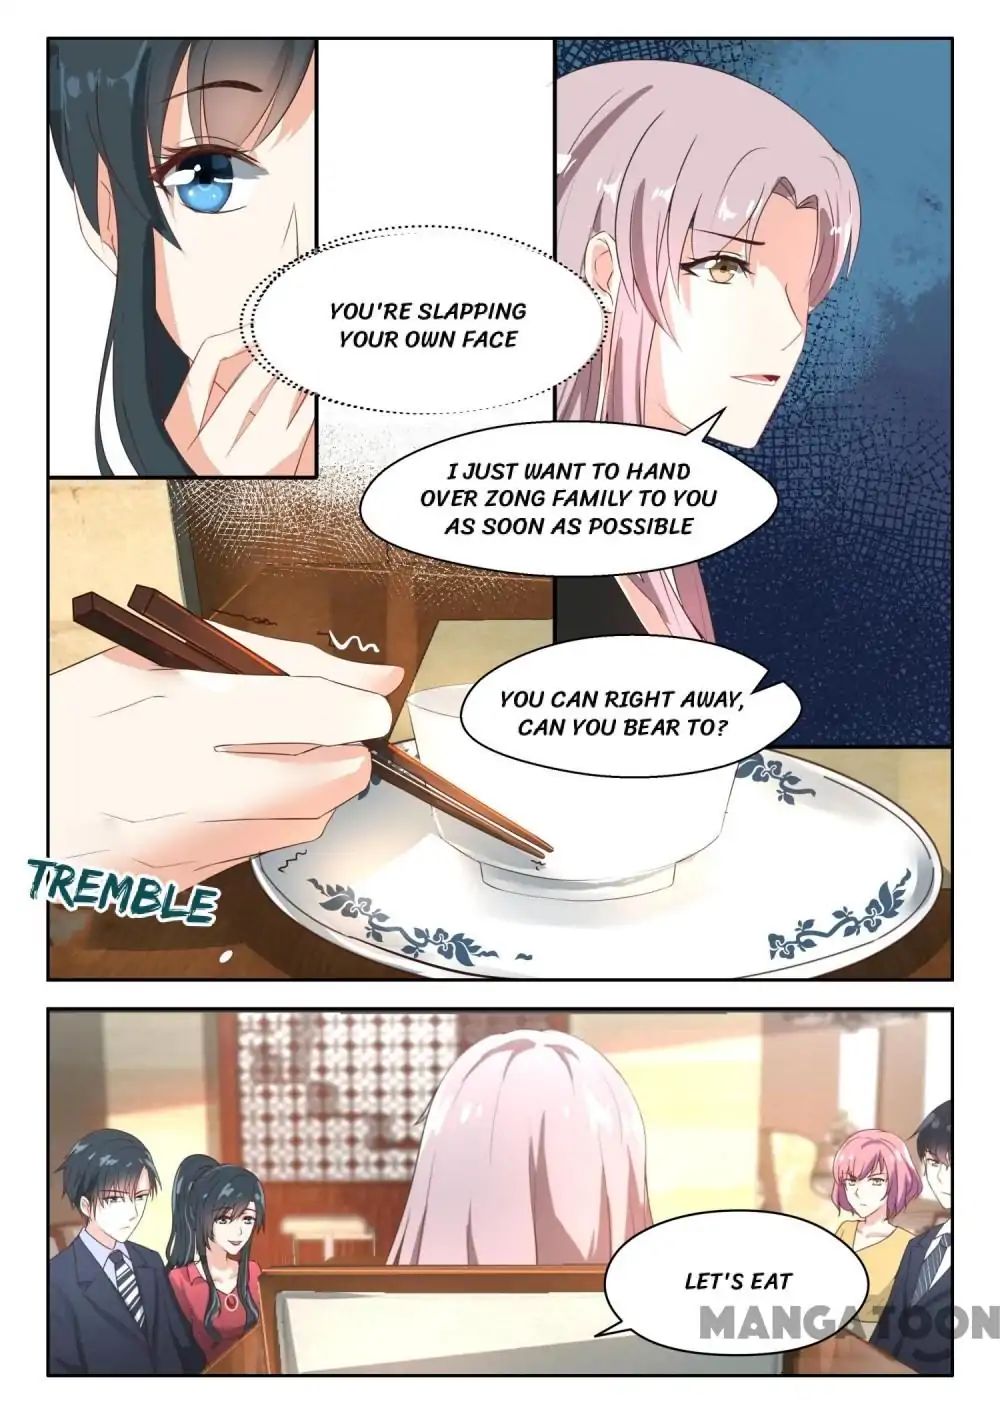 YOU'RE SLAPPING
YOUR OWN FACE
I JUST WANT TO HAND
OVER ZONG FAMILY TO YOU
AS SOON AS POSSIBLE
YOU CAN RIGHT AWAY,
CAN YOU BEAR TO?
TREMBLE
LET'S EAT
MANGATOON